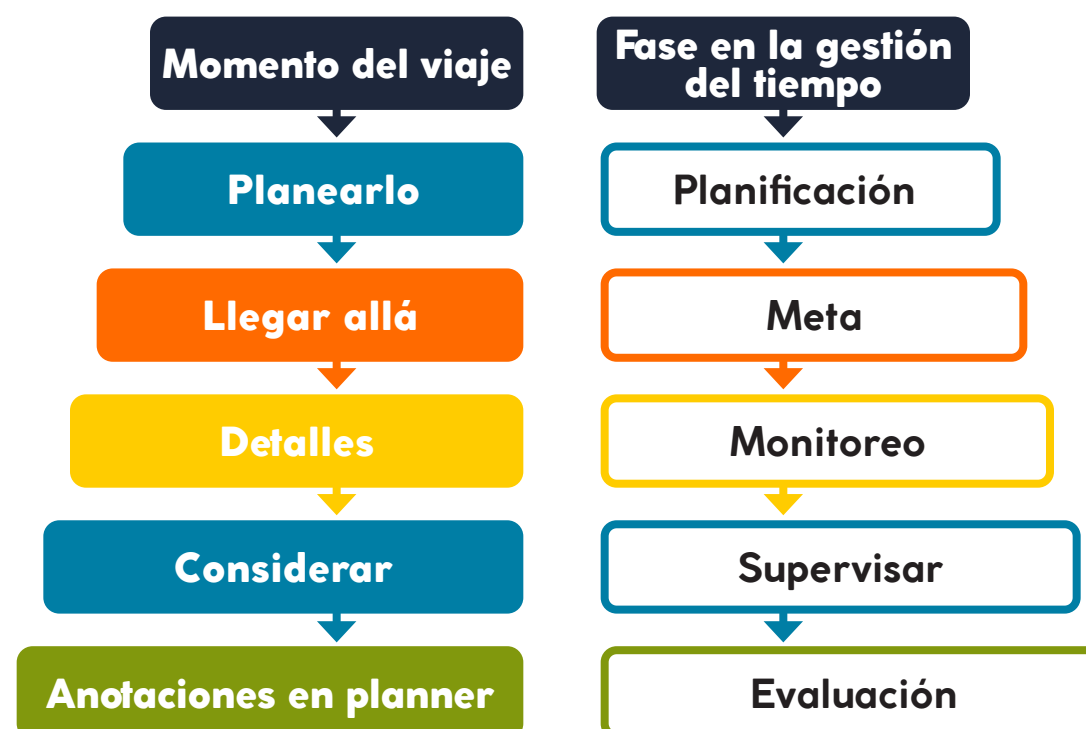 Momento del viaje
Planearlo
Llegar allá
Detalles
Considerar
Anotaciones en planner
Fase en la gestión
del tiempo
Planificación
Meta
Monitoreo
Supervisar
Evaluación